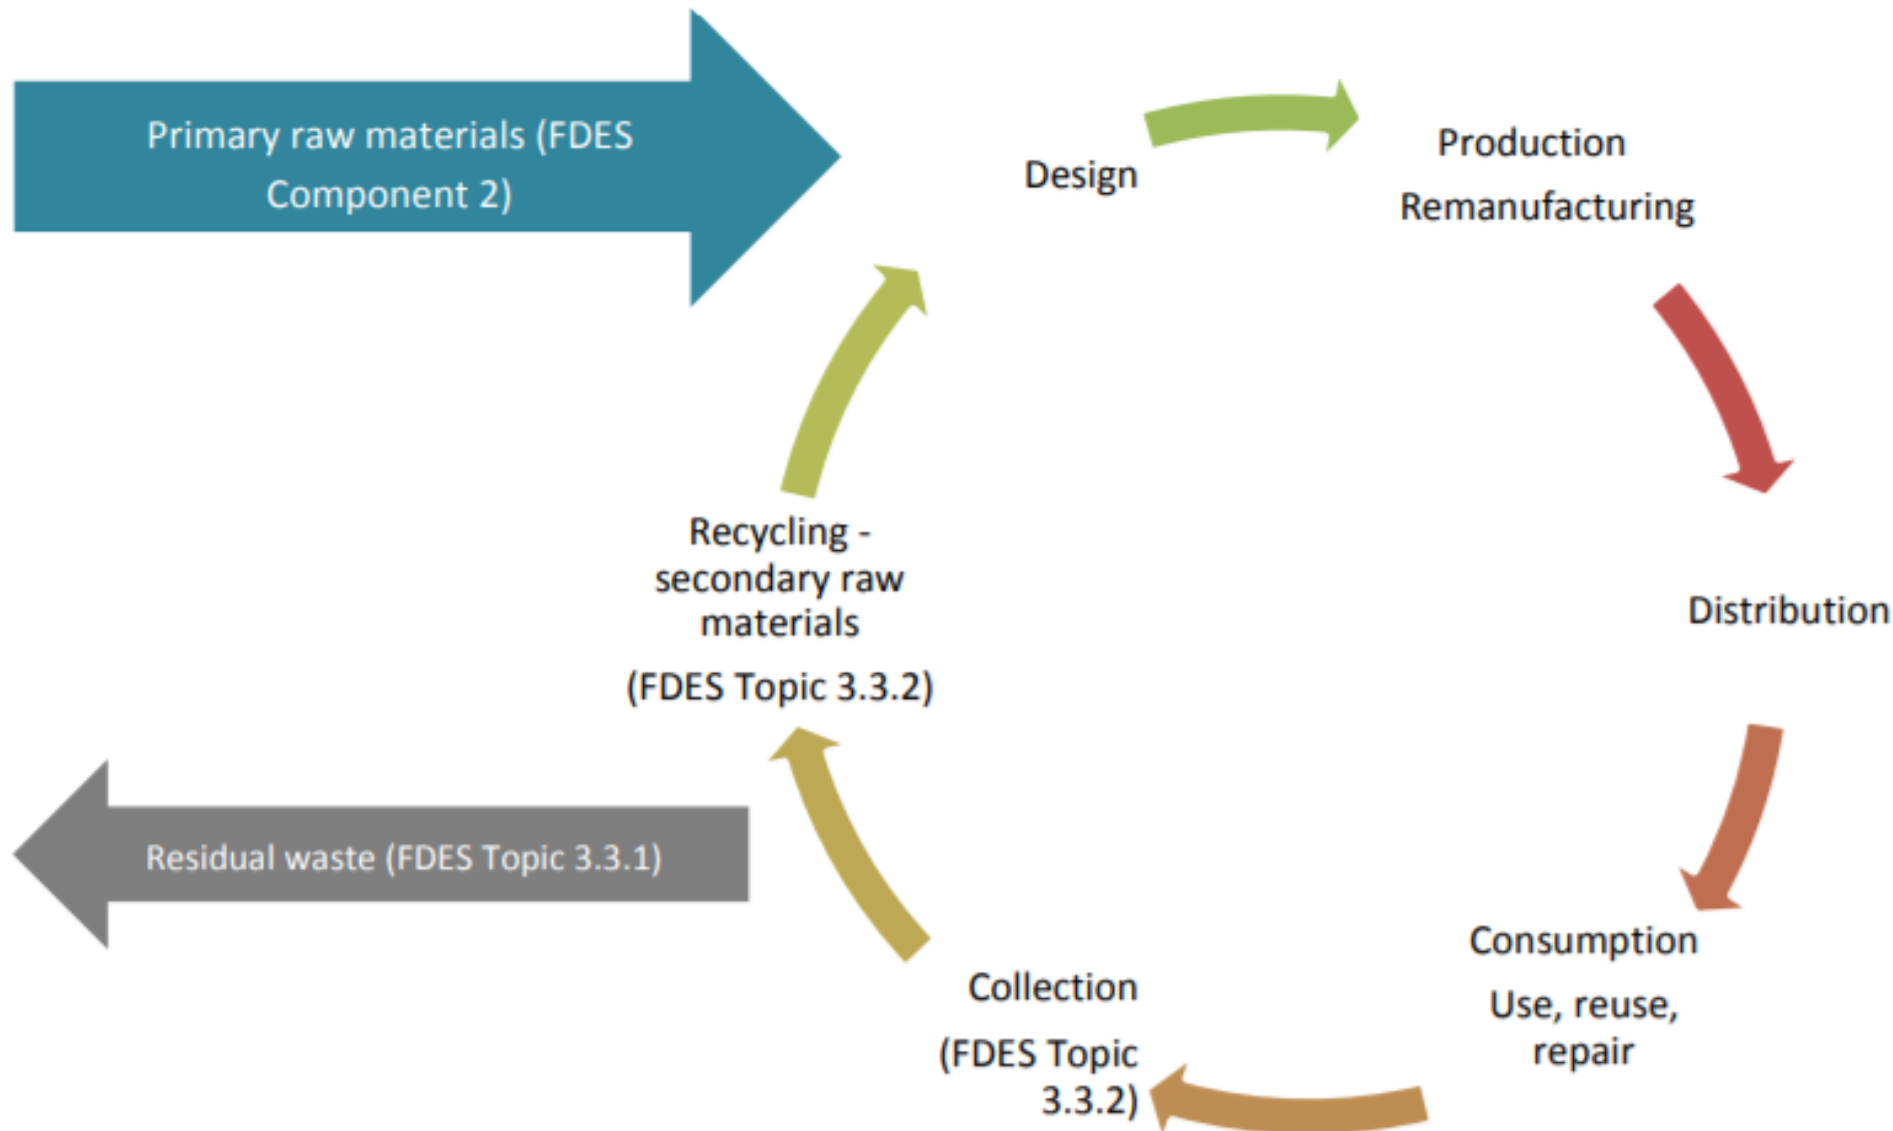 Primary raw materials (FDES
Component 2)
Design
Production
Remanufacturing
Distribution
Consumption
Use, reuse,
repair
Collection
(FDES Topic
3.3.2)
Recycling -
secondary raw
materials
(FDES Topic 3.3.2)
Residual waste (FDES Topic 3.3.1)